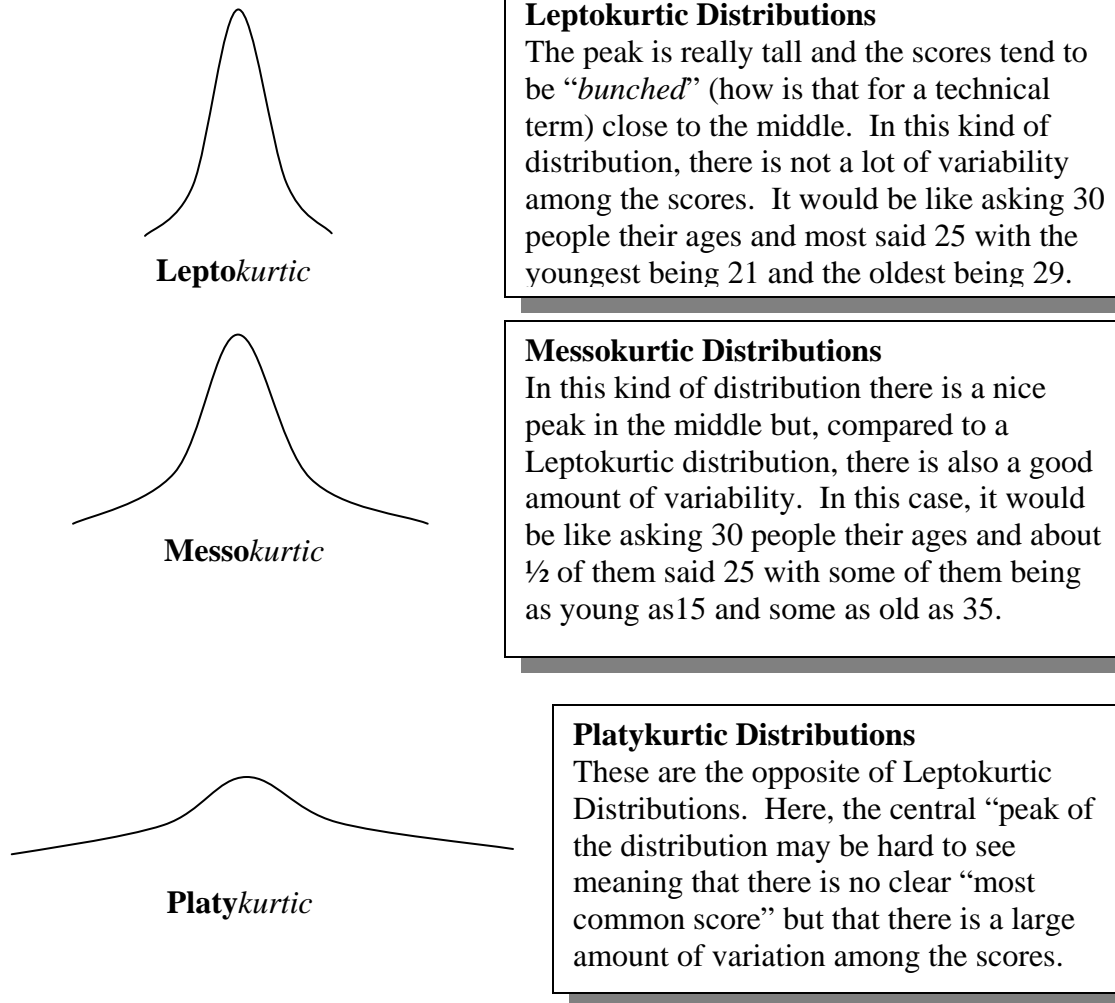 Leptokurtic Distributions
The peak is really tall and the scores tend to
be “bunched” (how is that for a technical
term) close to the middle.  In this kind of
distribution, there is not a lot of variability
among the scores.  It would be like asking 30
people their ages and most said 25 with the
youngest being 21 and the oldest being 29.
Leptokurtic
Messokurtic Distributions
In this kind of distribution there is a nice
peak in the middle but, compared to a
Leptokurtic distribution, there is also a good
amount of variability.  In this case, it would
be like asking 30 people their ages and about
½ of them said 25 with some of them being
as young as15 and some as old as 35.
Messokurtic
Platykurtic Distributions
These are the opposite of Leptokurtic
Distributions.  Here, the central “peak of
the distribution may be hard to see
meaning that there is no clear “most
common score” but that there is a large
amount of variation among the scores.
Platykurtic